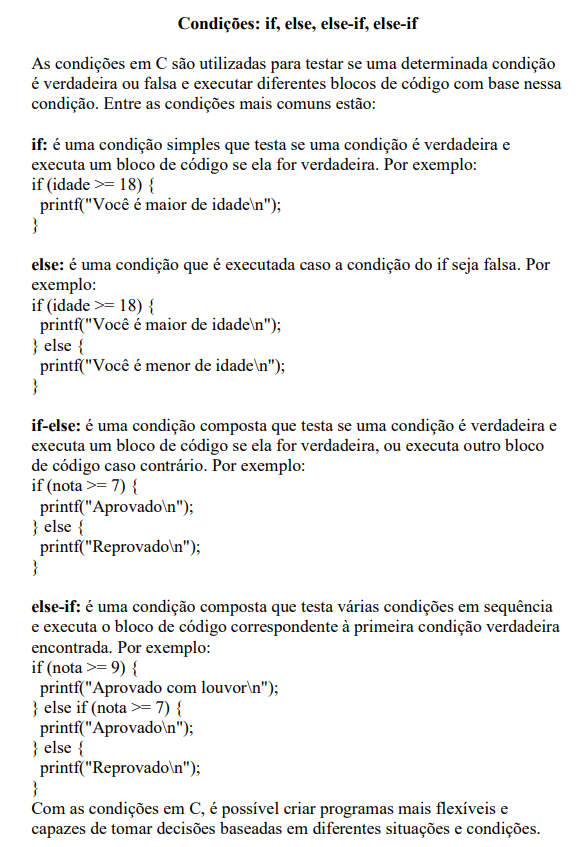 Condições: if, else, else-if, else-if
As condições em C são utilizadas para testar se uma determinada condição
é verdadeira ou falsa e executar diferentes blocos de código com base nessa
condição. Entre as condições mais comuns estão:
if: é uma condição simples que testa se uma condição é verdadeira e
executa um bloco de código se ela for verdadeira. Por exemplo:
if (idade >= 18) {
printf("Você é maior de idade\n");
}
else: é uma condição que é executada caso a condição do if seja falsa. Por
exemplo:
if (idade >= 18) {
printf("Você é maior de idade\n");
} else {
printf("Você é menor de idade\n");
}
if-else: é uma condição composta que testa se uma condição é verdadeira e
executa um bloco de código se ela for verdadeira, ou executa outro bloco
de código caso contrário. Por exemplo:
if (nota >= 7) {
printf("Aprovado\n");
} else {
printf("Reprovado\n");
}
else-if: é uma condição composta que testa várias condições em sequência
e executa o bloco de código correspondente à primeira condição verdadeira
encontrada. Por exemplo:
if (nota >= 9) {
printf("Aprovado com louvor\n");
} else if (nota >= 7) {
printf("Aprovado\n");
} else {
printf("Reprovado\n");
}
Com as condições em C, é possível criar programas mais flexíveis e
capazes de tomar decisões baseadas em diferentes situações e condições.